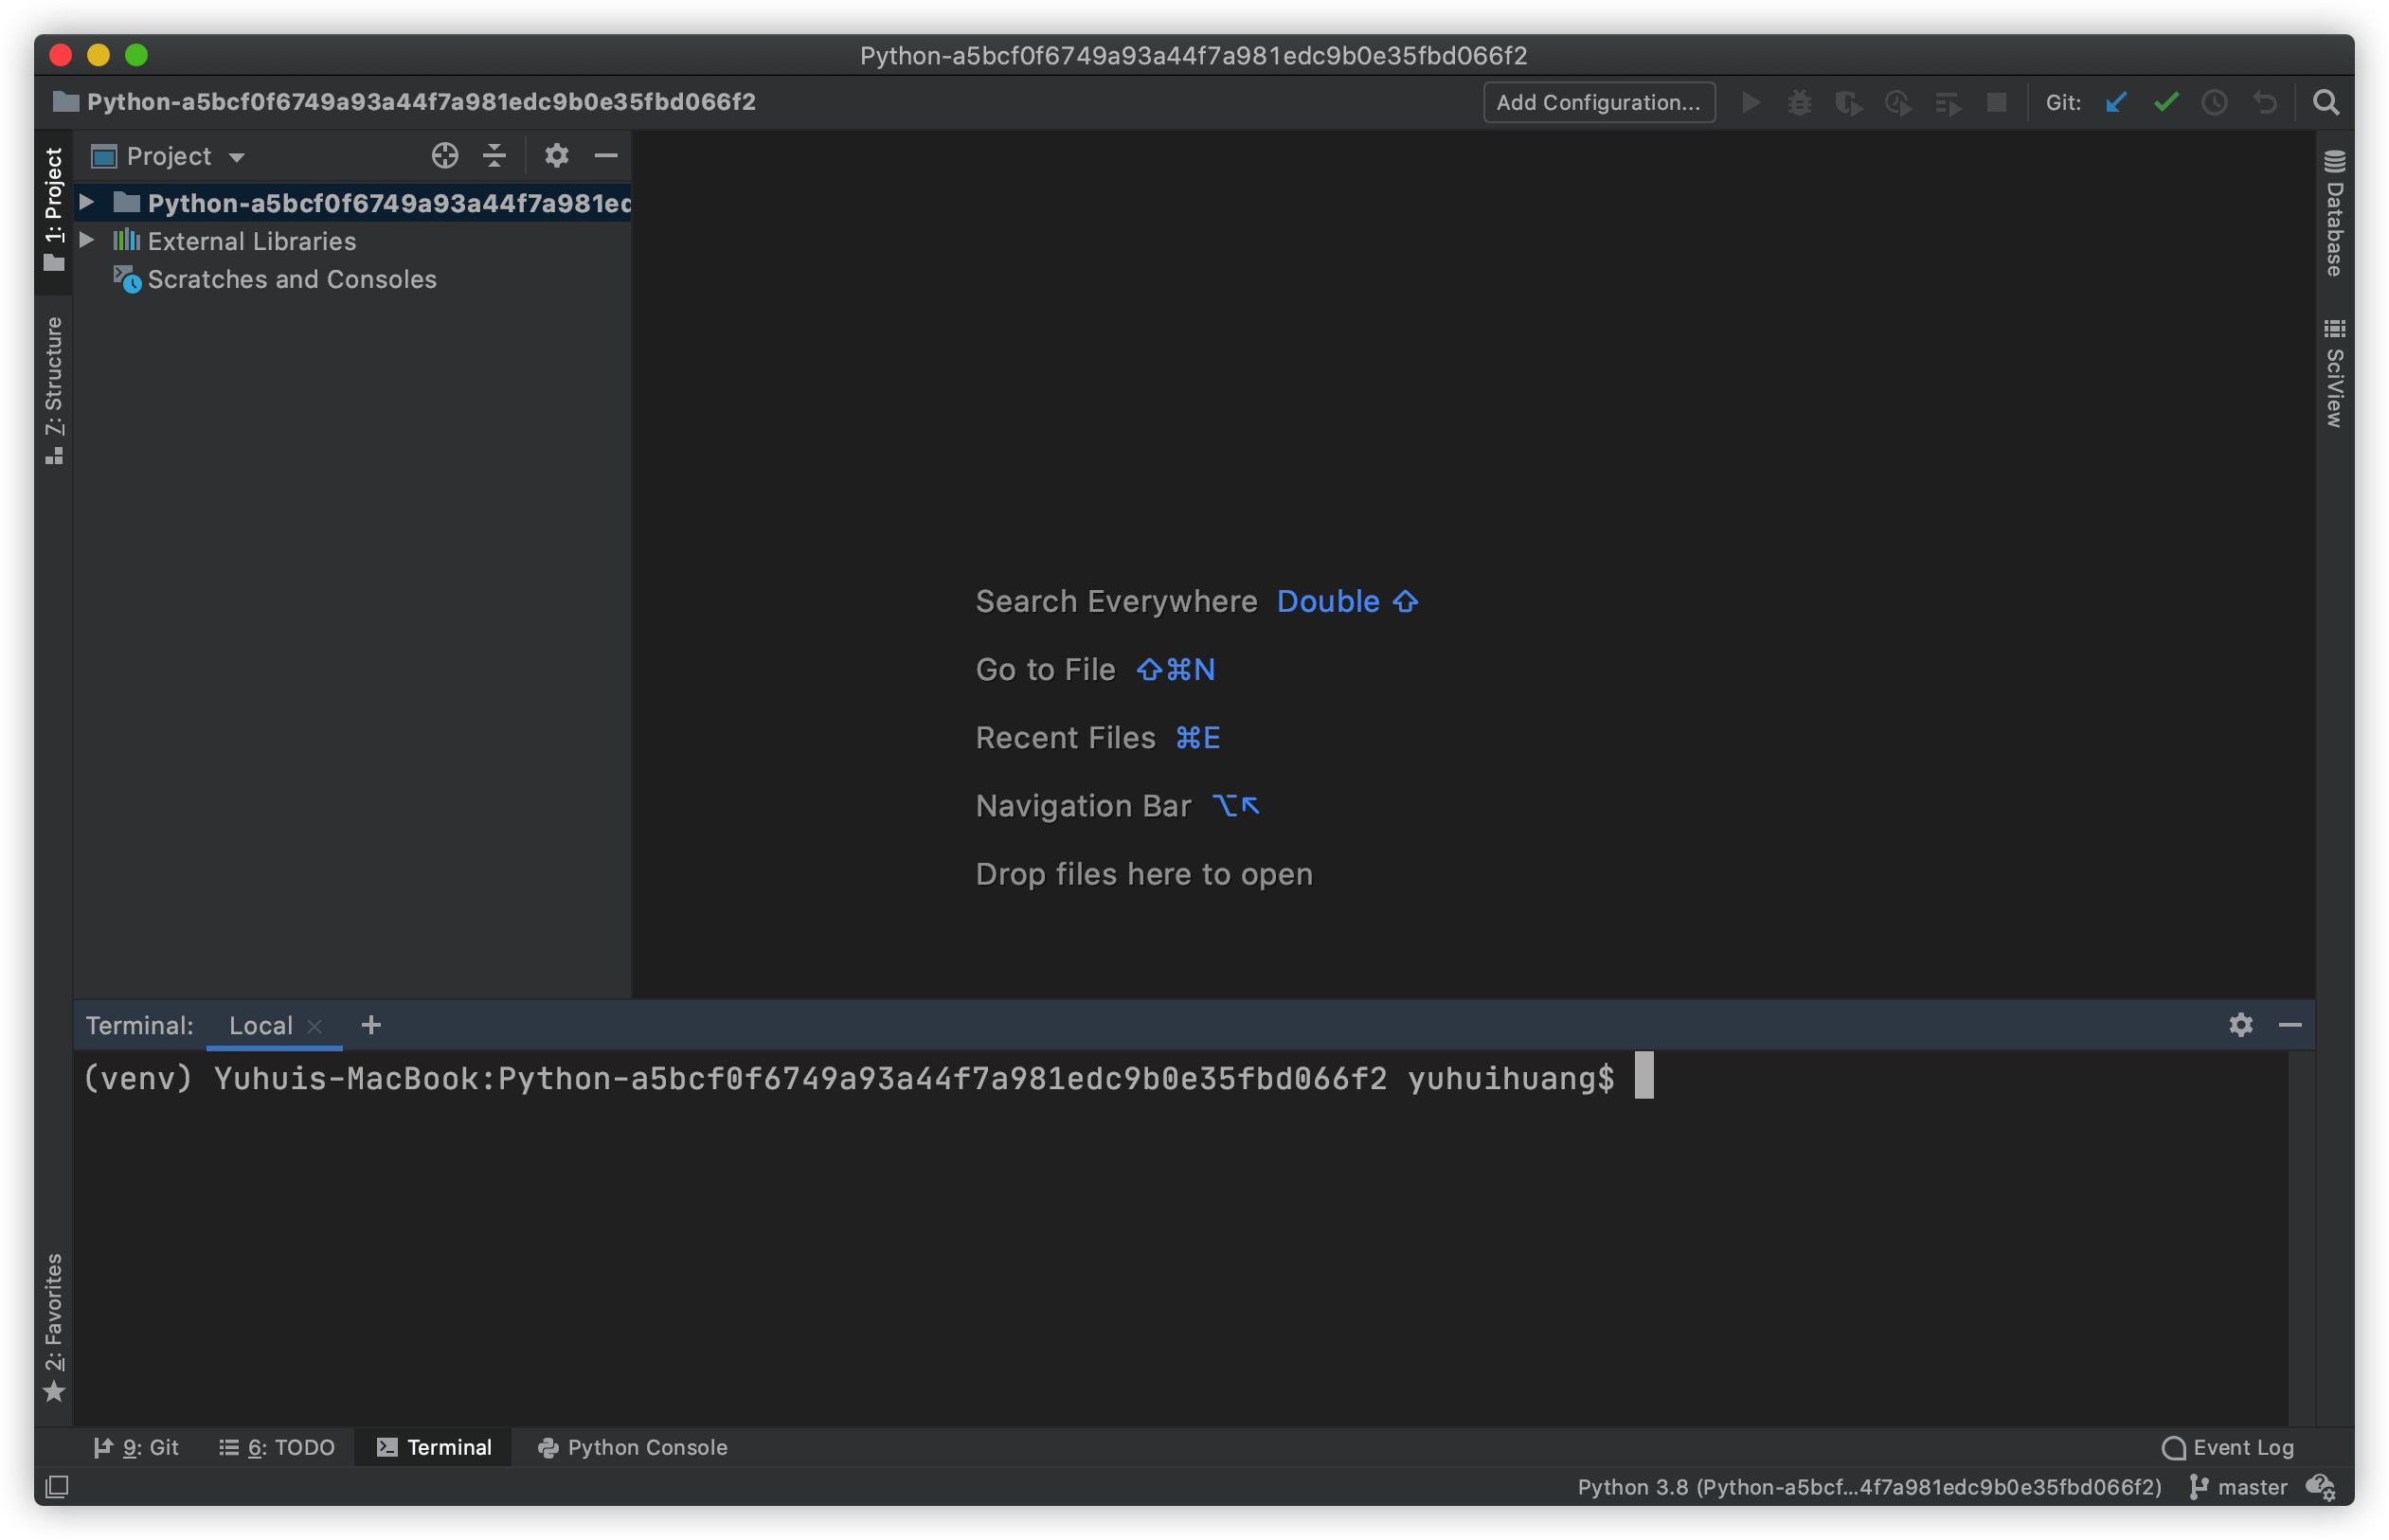 Python-a5bcf0f6749a93a44f7a981edc9b0e35fbd066f2
Python-a5bcf0f6749a93a44f7a981edc9b0e35fbd066f2
Add Configuration...
Git:
1: Project
Project
Python-a5bcf0f6749a93a44f7a981ed
External Libraries
Scratches and Consoles
7: Structure
Database
SciView
Search Everywhere Double ⇧
Go to File ⇧⌘N
Recent Files ⌘E
Navigation Bar ⌥↖
Drop files here to open
Terminal: Local × +
(venv) Yuhuis-MacBook:Python-a5bcf0f6749a93a44f7a981edc9b0e35fbd066f2 yuhuihuang$
2: Favorites
9: Git 6: TODO Terminal Python Console Event Log
Python 3.8 (Python-a5bcf...4f7a981edc9b0e35fbd066f2) master